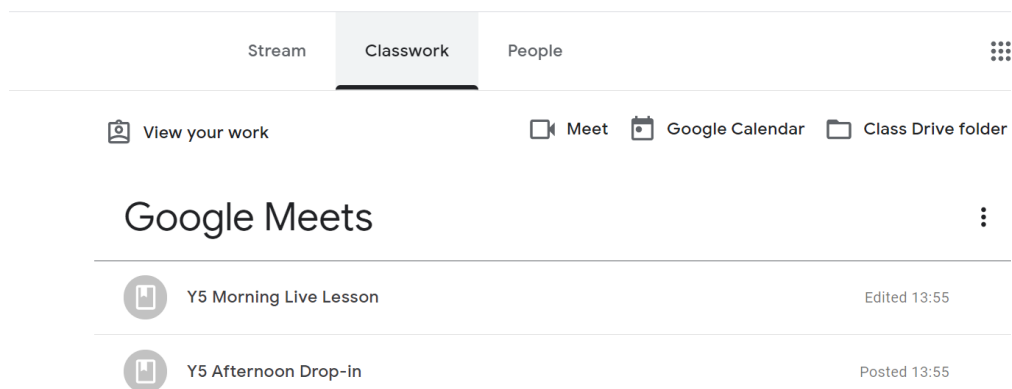 Stream Classwork People
View your work Meet Google Calendar Class Drive folder
Google Meets
Y5 Morning Live Lesson Edited 13:55
Y5 Afternoon Drop-in Posted 13:55